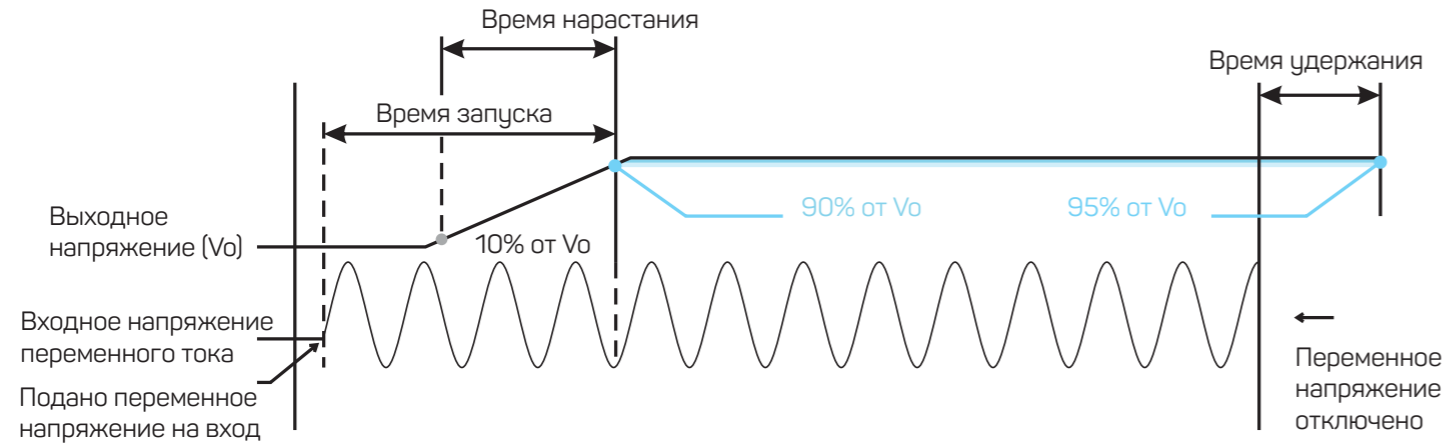 Время нарастания
Время удержания
Время запуска
90% от Vo
95% от Vo
Выходное
напряжение (Vo)
10% от Vo
Входное напряжение
переменного тока
Подано переменное
напряжение на вход
Переменное
напряжение
отключено